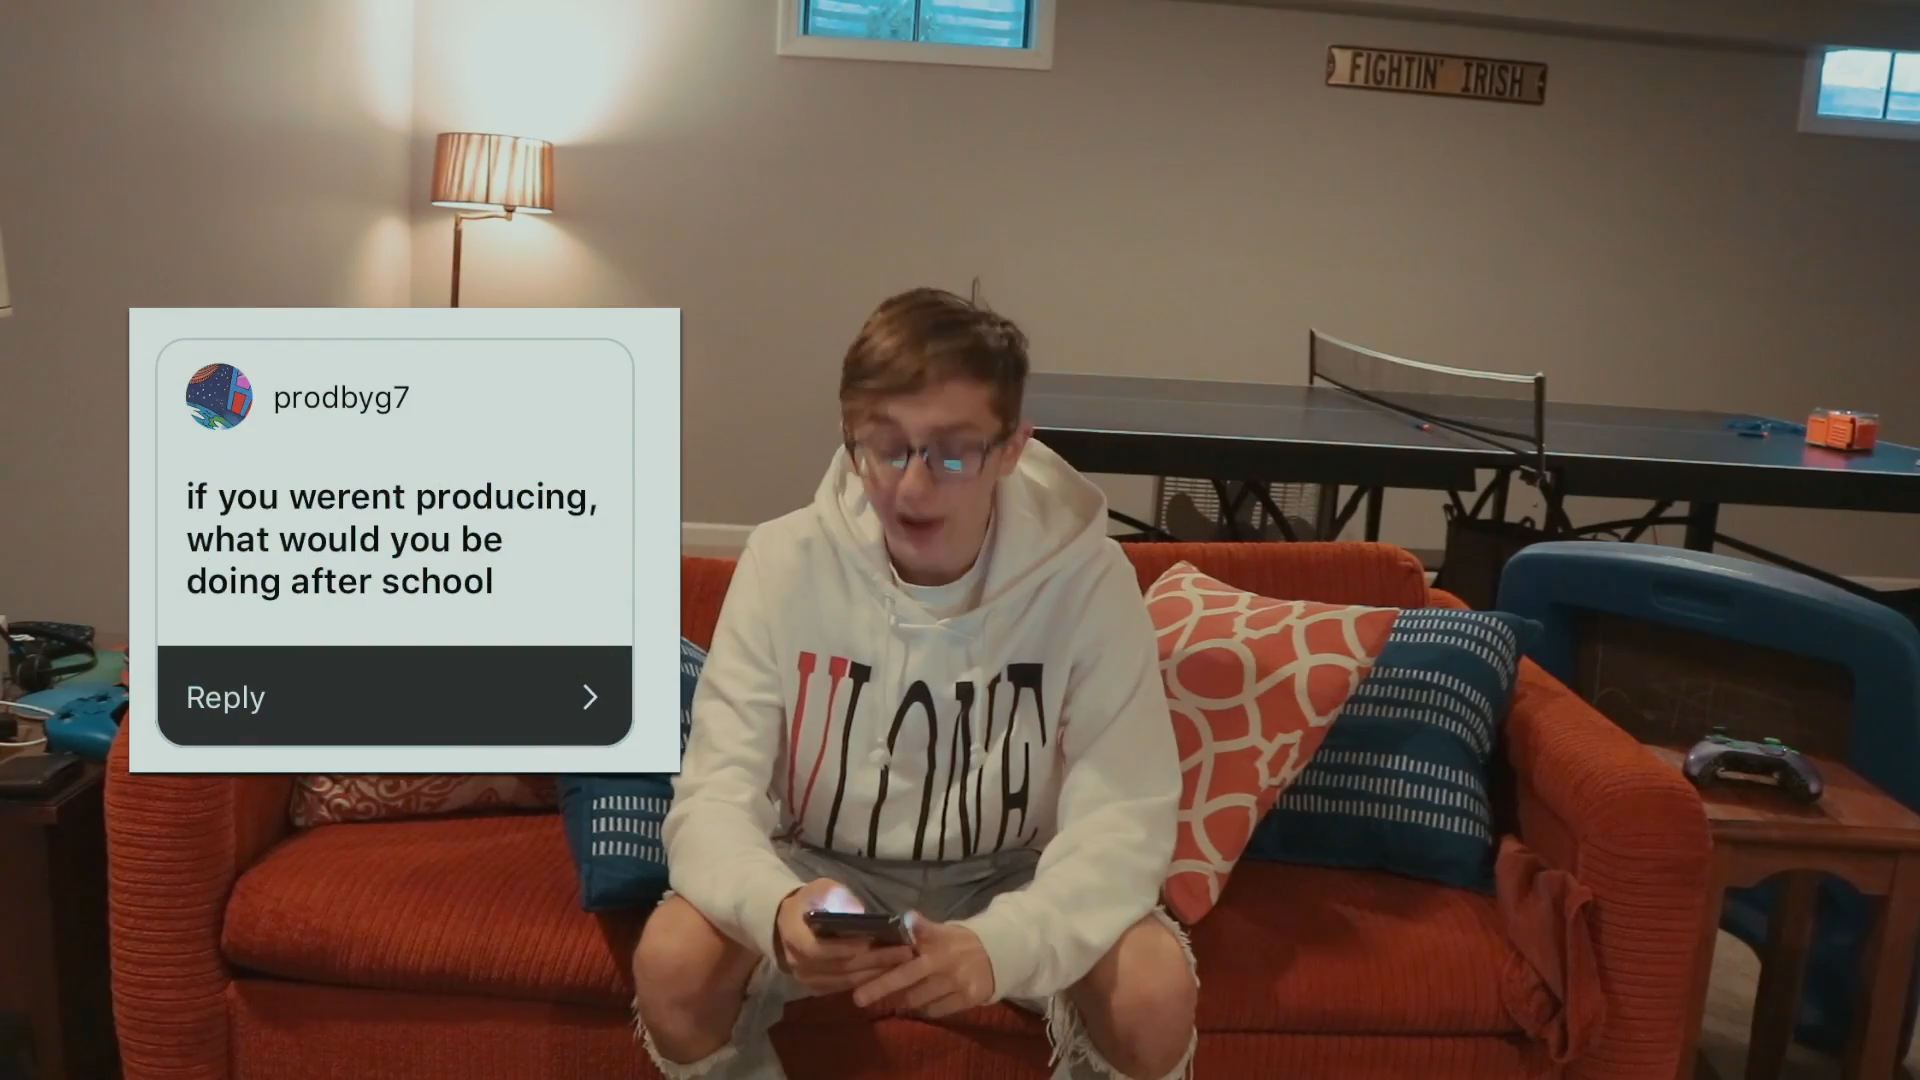 FIGHTIN' IRISH
prodbyg7
if you werent producing,
what would you be
doing after school
Reply
VLONE